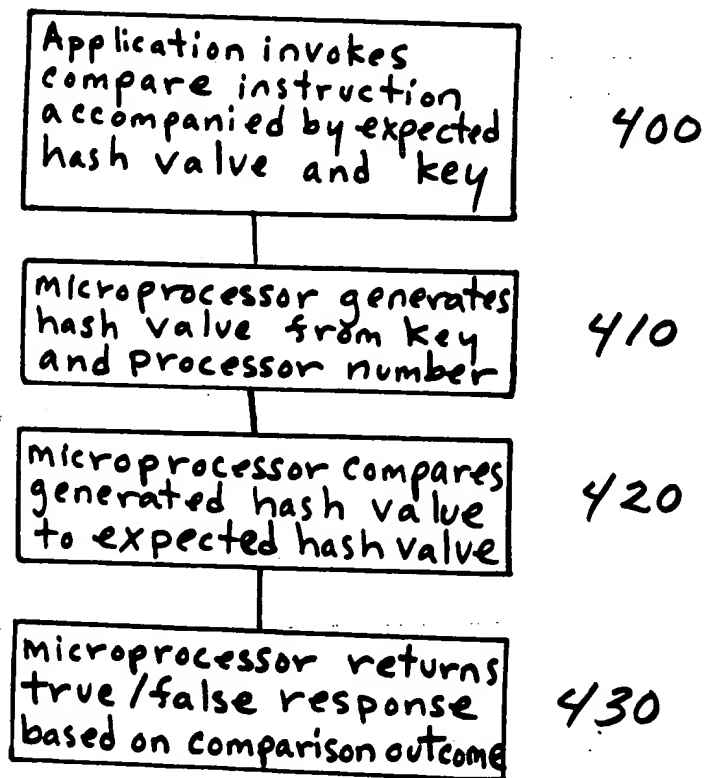 Application invokes
compare instruction
accompanied by expected
hash value and key
400
microprocessor generates
hash value from key
and processor number
410
microprocessor compares
generated hash value
to expected hash value
420
microprocessor returns
true/false response
based on comparison outcome
430